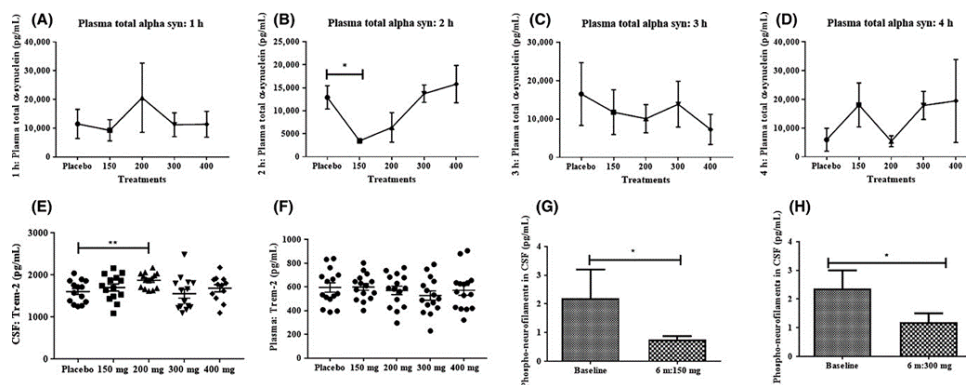 (A) Plasma total alpha syn: 1 h
1 h: Plasma total α-synuclein (pg/mL)
40,000
30,000
20,000
10,000
0
Placebo 150 200 300 400
Treatments
(B) Plasma total alpha syn: 2 h
2 h: Plasma total α-synuclein (pg/mL)
25,000
20,000
15,000
10,000
5000
0
*
Placebo 150 200 300 400
Treatments
(C) Plasma total alpha syn: 3 h
3 h: Plasma total α-synuclein (pg/mL)
30,000
20,000
10,000
0
Placebo 150 200 300 400
Treatments
(D) Plasma total alpha syn: 4 h
4 h: Plasma total α-synuclein (pg/mL)
40,000
30,000
20,000
10,000
0
Placebo 150 200 300 400
Treatments
(E)
CSF: Trem-2 (pg/mL)
3000
2000
1000
0
**
Placebo 150 mg 200 mg 300 mg 400 mg
(F)
Plasma: Trem-2 (pg/mL)
1000
800
600
400
200
0
Placebo 150 mg 200 mg 300 mg 400 mg
(G)
Phospho-neurofilaments in CSF (pg/mL)
4
3
2
1
0
*
Baseline 6 m:150 mg
(H)
Phospho-neurofilaments in CSF (pg/mL)
4
3
2
1
0
*
Baseline 6 m:300 mg